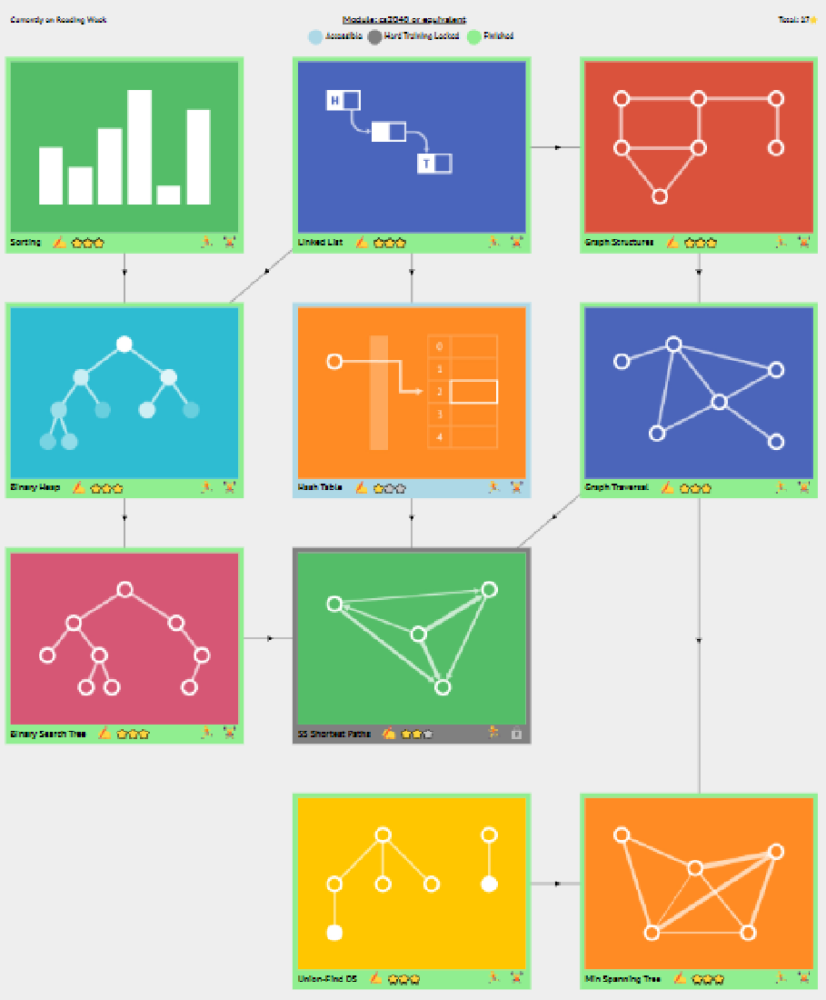 Currently on Reading Week
Module: cs2040 or equivalent
Total: 27
Accessible
Hard Training Locked
Finished
H
T
Sorting
Linked List
Graph Structures
0
1
2
3
4
Binary Heap
Hash Table
Graph Traversal
Binary Search Tree
SS Shortest Paths
Union-Find DS
Min Spanning Tree